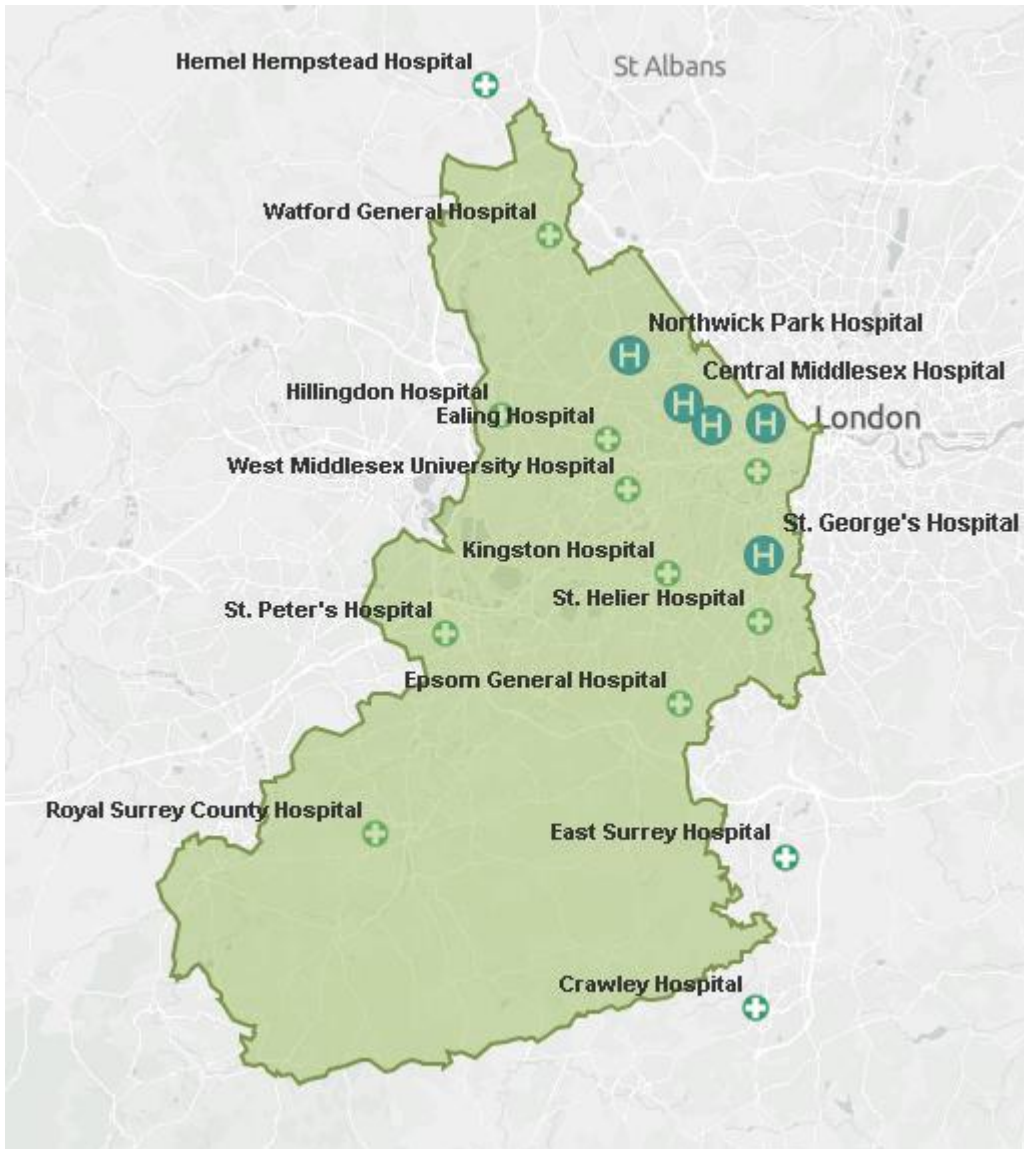 Hemel Hempstead Hospital
St Albans
Watford General Hospital
Northwick Park Hospital
Central Middlesex Hospital
Hillingdon Hospital
Ealing Hospital
London
West Middlesex University Hospital
St. George's Hospital
Kingston Hospital
St. Helier Hospital
St. Peter's Hospital
Epsom General Hospital
Royal Surrey County Hospital
East Surrey Hospital
Crawley Hospital
H
H
H
H
H